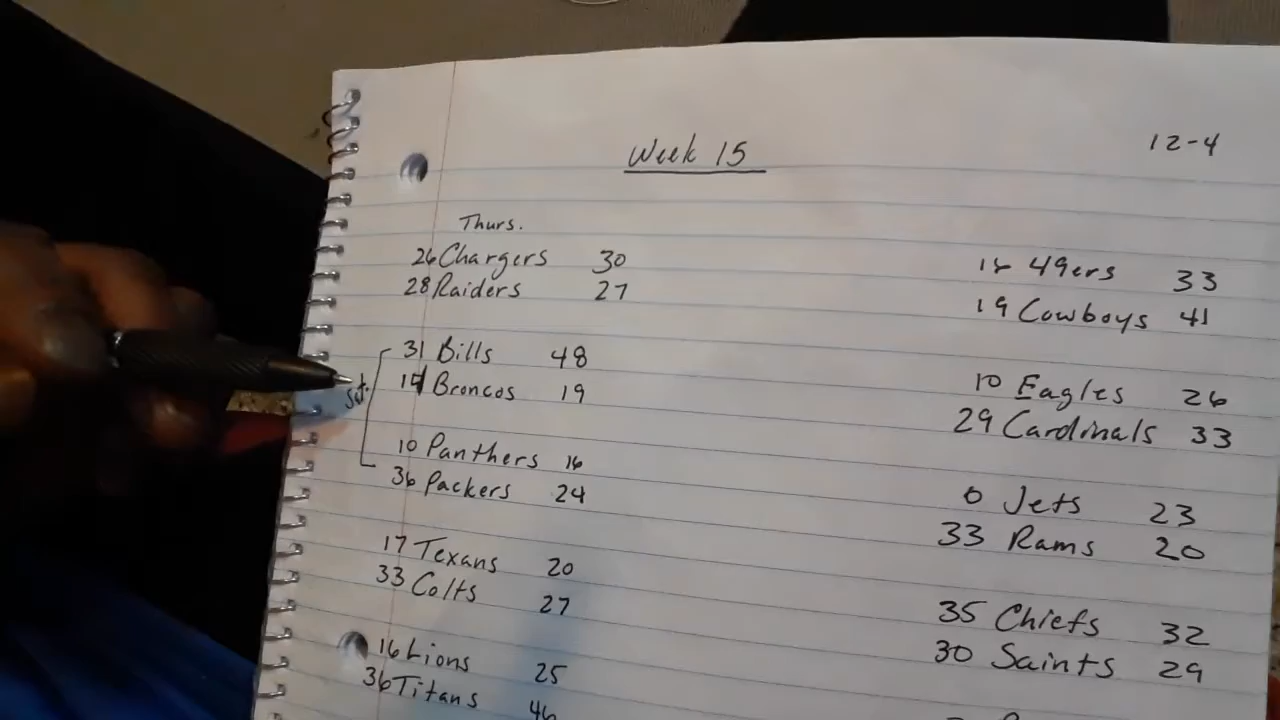 Week 15
12-4
Thurs.
26 Chargers 30
28 Raiders 27
Sat.
31 Bills 48
Broncos 19
10 Panthers 16
36 Packers 24
17 Texans 20
33 Colts 27
16 Lions 25
36 Titans 46
49ers 33
19 Cowboys 41
10 Eagles 26
29 Cardinals 33
0 Jets 23
33 Rams 20
35 Chiefs 32
30 Saints 29